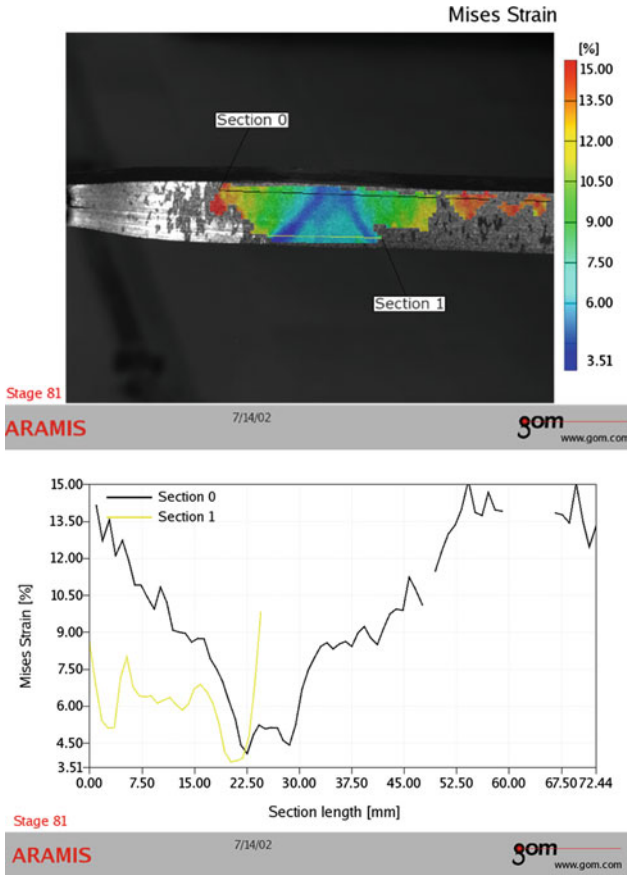 Mises Strain
[%]
15.00
13.50
12.00
10.50
9.00
7.50
6.00
3.51
Section 0
Section 1
Stage 81
ARAMIS
7/14/02
gom
www.gom.com
15.00
13.50
12.00
10.50
9.00
7.50
6.00
4.50
3.51
Mises Strain [%]
Section 0
Section 1
0.00 7.50 15.00 22.50 30.00 37.50 45.00 52.50 60.00 67.50 72.44
Section length [mm]
Stage 81
ARAMIS
7/14/02
gom
www.gom.com